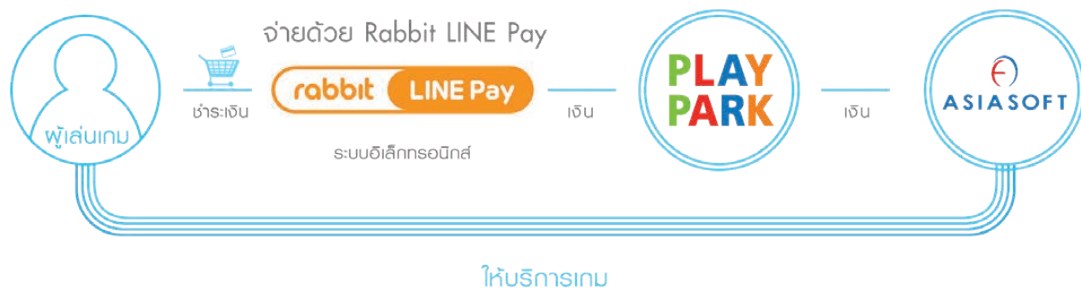 จ่ายด้วย Rabbit LINE Pay
ผู้เล่นเกม
ชำระเงิน
rabbit LINE Pay
ระบบอิเล็กทรอนิกส์
เงิน
PLAY
PARK
เงิน
ASIASOFT
ให้บริการเกม